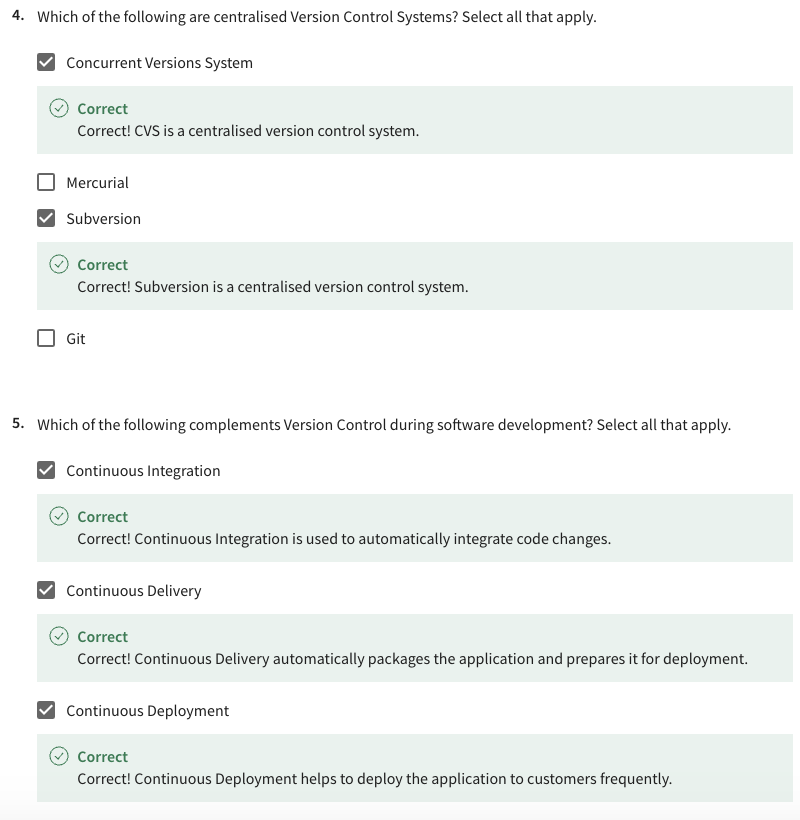 4. Which of the following are centralised Version Control Systems? Select all that apply.
Concurrent Versions System
Correct
Correct! CVS is a centralised version control system.
Mercurial
Subversion
Correct
Correct! Subversion is a centralised version control system.
Git
5. Which of the following complements Version Control during software development? Select all that apply.
Continuous Integration
Correct
Correct! Continuous Integration is used to automatically integrate code changes.
Continuous Delivery
Correct
Correct! Continuous Delivery automatically packages the application and prepares it for deployment.
Continuous Deployment
Correct
Correct! Continuous Deployment helps to deploy the application to customers frequently.